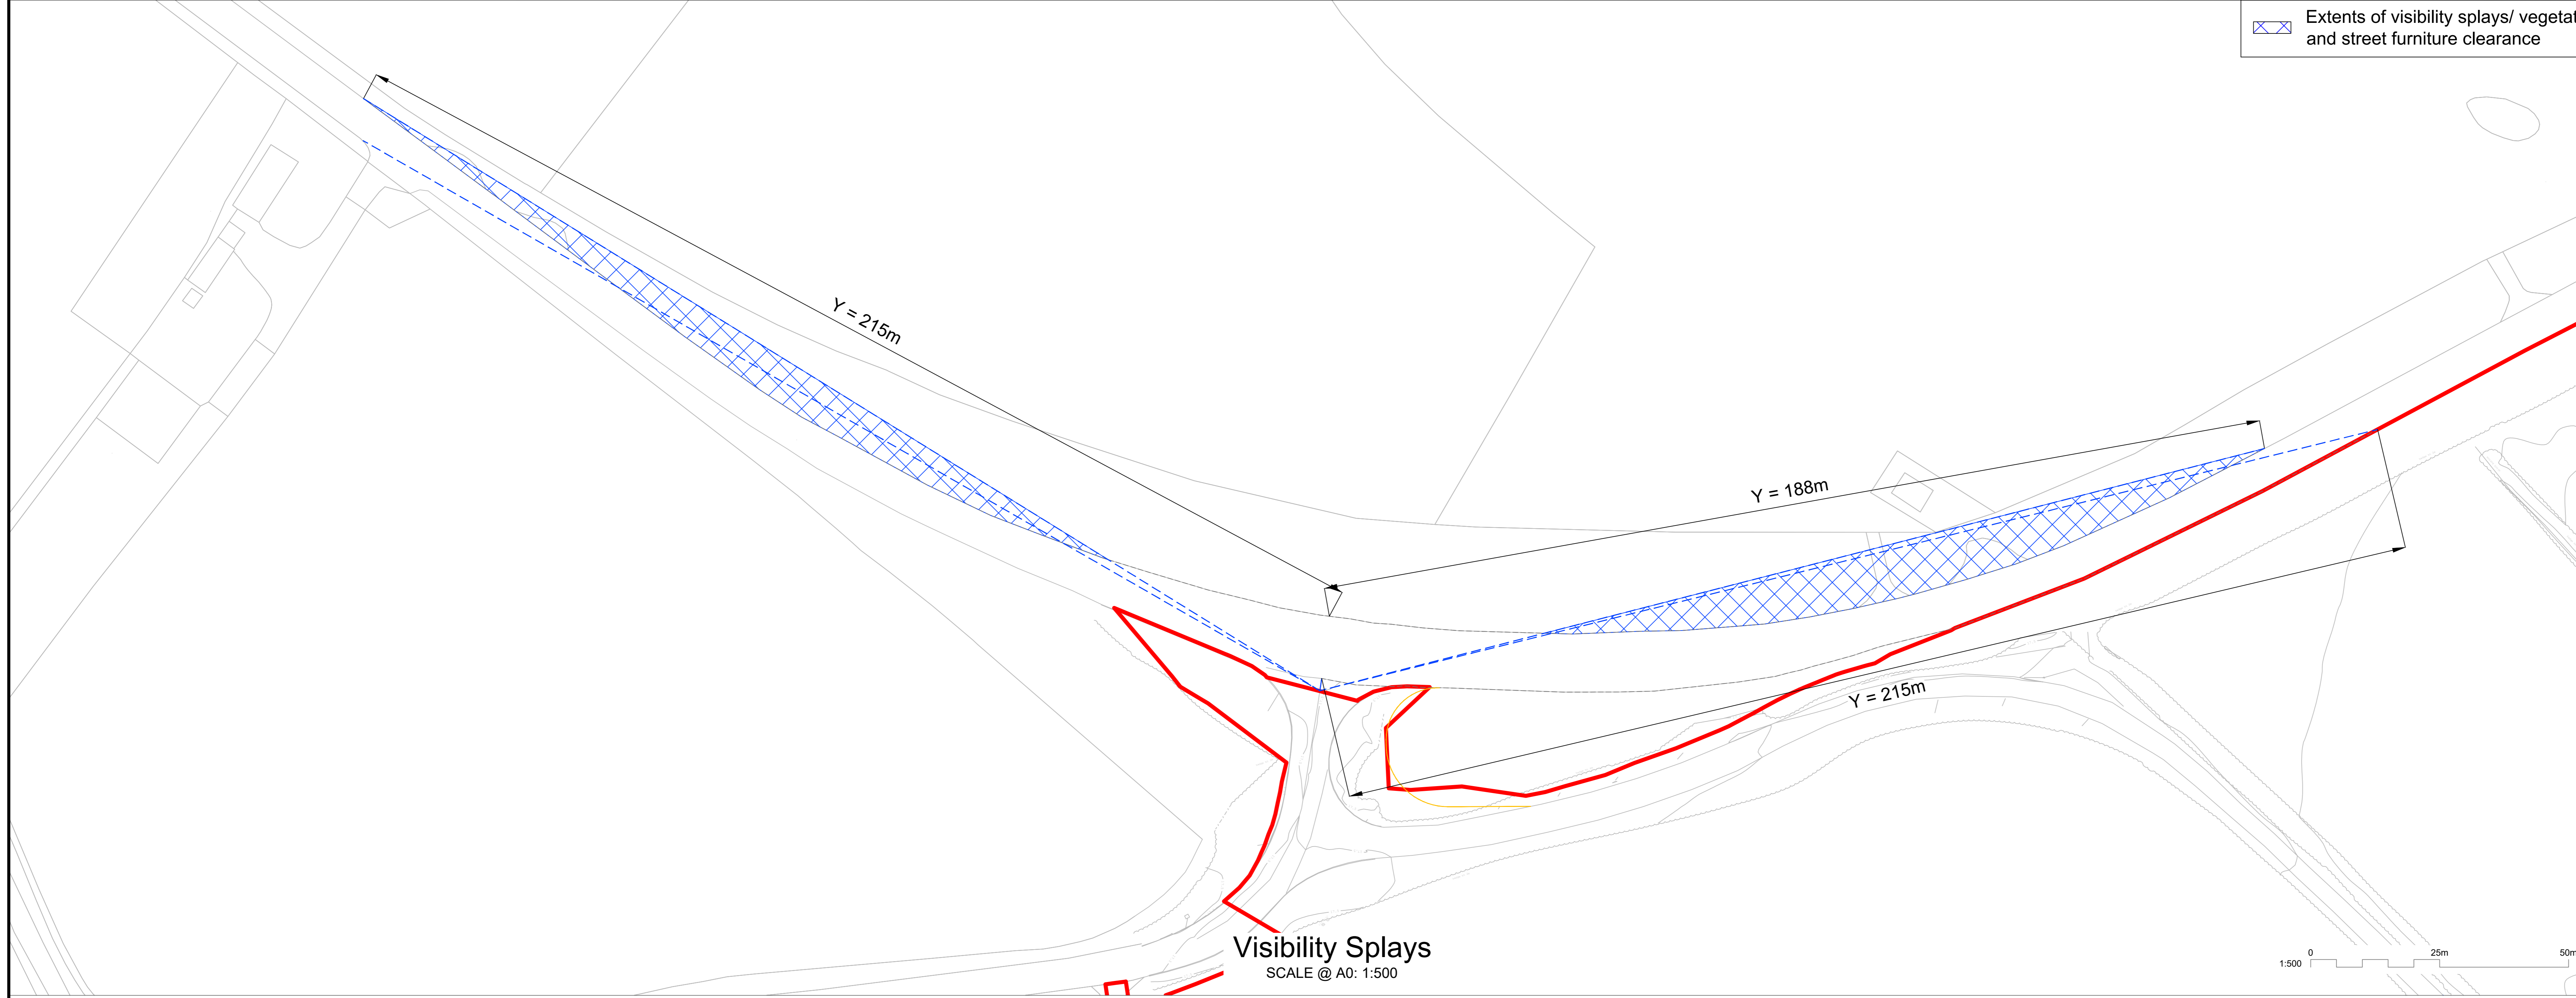 Extents of visibility splays/ vegetat
and street furniture clearance
Y = 215m
Y = 188m
Y = 215m
Visibility Splays
SCALE @ A0: 1:500
1:500
0
25m
50m